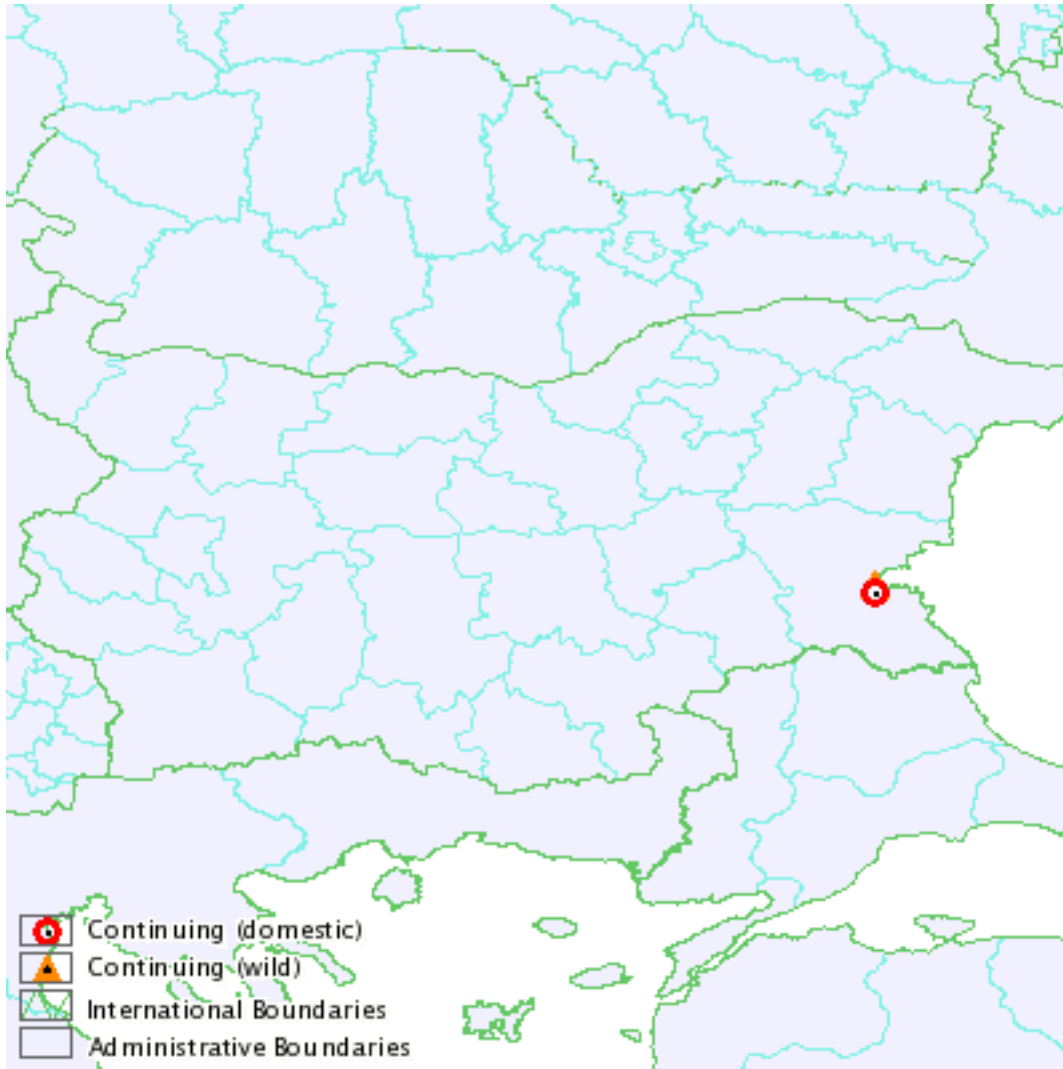 Continuing (domestic)
Continuing (wild)
International Boundaries
Administrative Boundaries